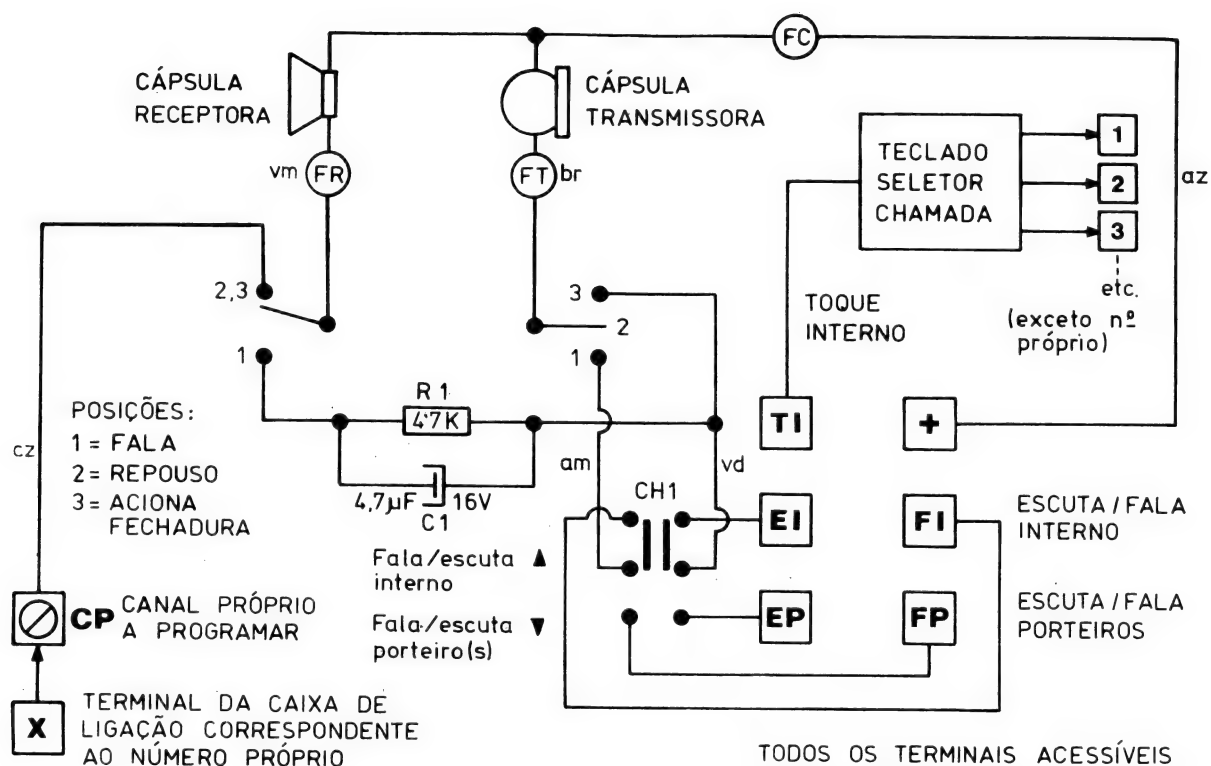 FC
CÁPSULA
RECEPTORA
CÁPSULA
TRANSMISSORA
vm
FR
FT
br
TECLADO
SELETOR
CHAMADA
1
2
3
az
etc.
(exceto nº
próprio)
TOQUE
INTERNO
2,3
1
3
2
1
R 1
4,7K
4,7µF
16V
C1
POSIÇÕES:
1 = FALA
2 = REPOUSO
3 = ACIONA
FECHADURA
cz
am
vd
CH1
TI
+
EI
FI
ESCUTA / FALA
INTERNO
Fala/escuta
interno
EP
FP
ESCUTA / FALA
PORTEIROS
Fala/escuta
porteiro(s)
CP
CANAL PRÓPRIO
A PROGRAMAR
X
TERMINAL DA CAIXA DE
LIGAÇÃO CORRESPONDENTE
AO NÚMERO PRÓPRIO
TODOS OS TERMINAIS ACESSÍVEIS